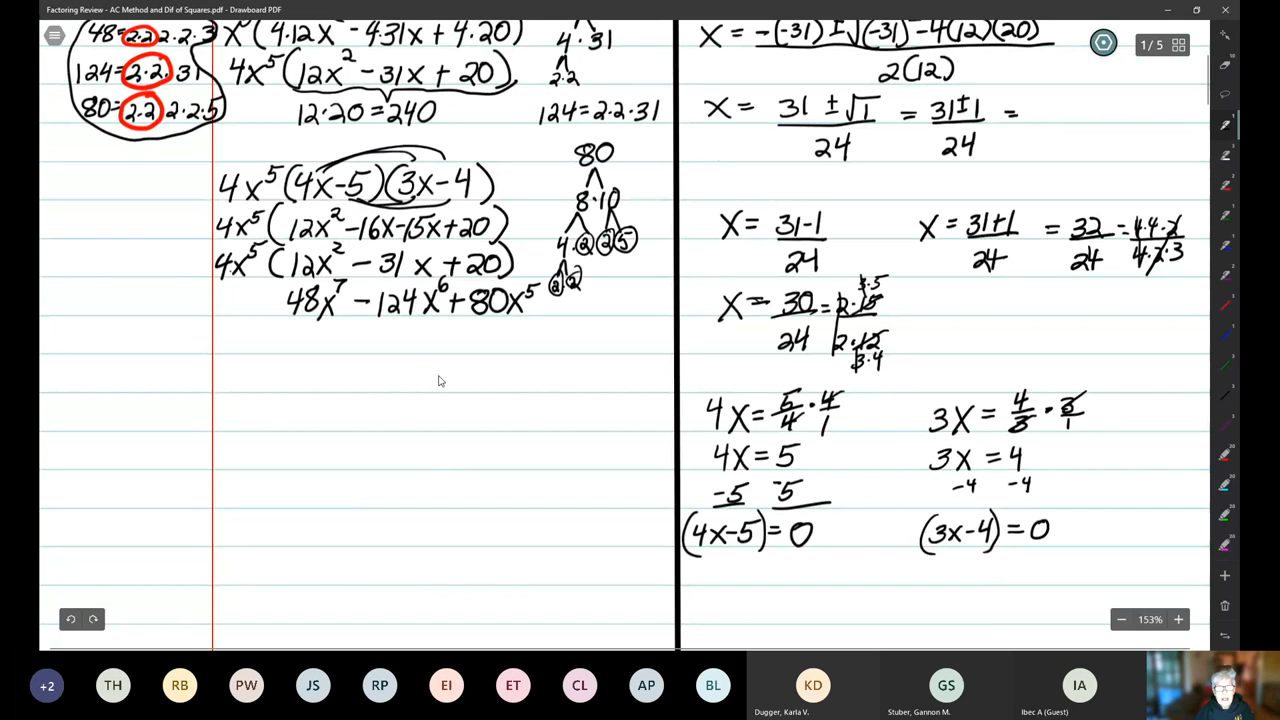 Factoring Review - AC Method and Dif of Squares.pdf - Drawboard PDF
48=2·2·2·2·3
124=2·2·31
80=2·2·2·2·5
(4·12x² - 4·31x + 4·20)
4x⁵(12x² - 31x + 20)
12·20=240
4·31
2·2
124=2·2·31
80
8·10
4·2 2 5
2 2
4x⁵(4x-5)(3x-4)
4x⁵(12x²-16x-15x+20)
4x⁵(12x² - 31x + 20)
48x⁷ - 124x⁶ + 80x⁵
x = -(-31) ± √(-31) - 4(12)(20)
2(12)
x = 31 ± √1 / 24 = 31±1 / 24 =
x = 31-1 / 24
x = 31+1 / 24 = 32 / 24 = 4·4·2 / 4·2·3
x = 30 / 24 = 2·15 / 2·12
3·5
3·4
4x = 5/4 · 4/1
4x = 5
-5 -5
(4x-5) = 0
3x = 4/3 · 3/1
3x = 4
-4 -4
(3x-4) = 0
1/5
153%
+2 TH RB PW JS RP EI ET CL AP BL KD GS IA
Dugger, Karla V. Stuber, Gannon M. Ibec A (Guest)